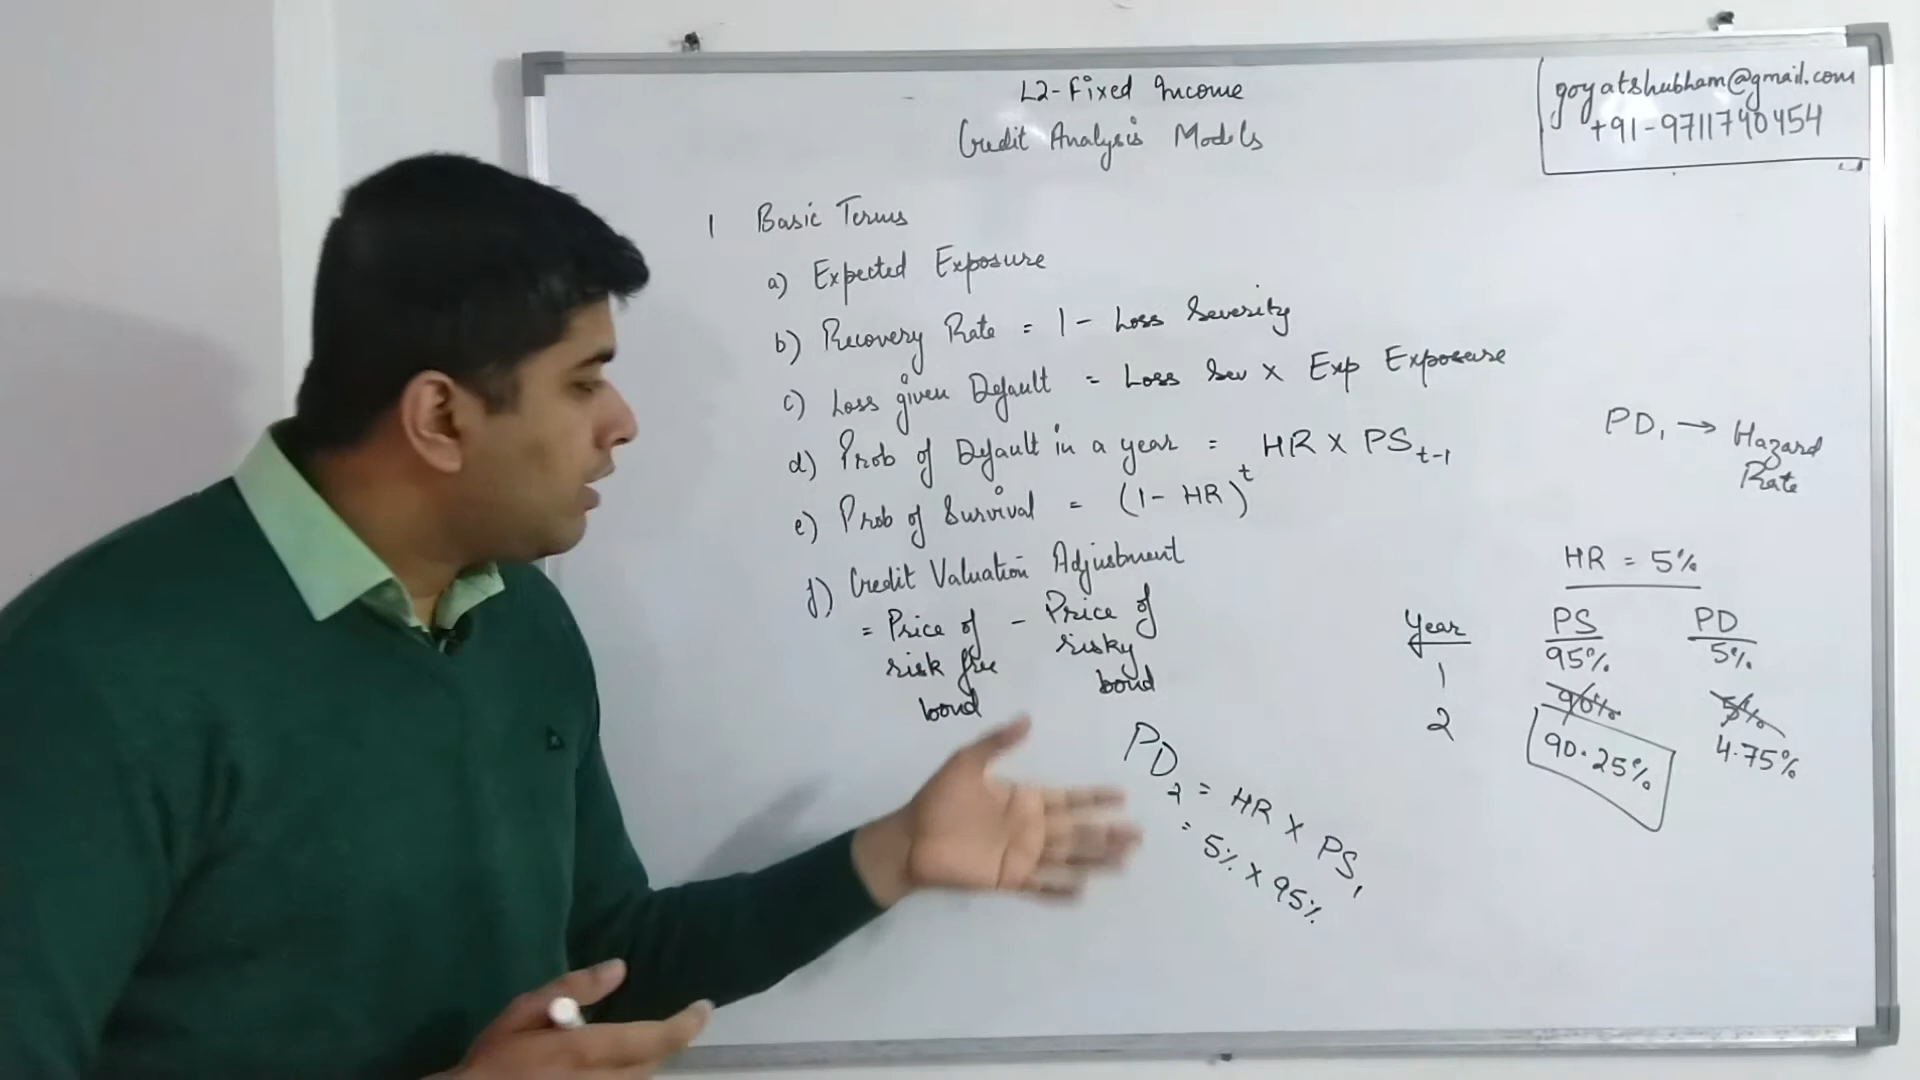 L2-Fixed Income
Credit Analysis Models
goyatshubham@gmail.com
+91-9711740454
1 Basic Terms
a) Expected Exposure
b) Recovery Rate = 1 - Loss Severity
c) Loss given Default = Loss Sev X Exp Exposure
d) Prob of Default in a year = HR X PS t-1
e) Prob of Survival = (1 - HR)^t
f) Credit Valuation Adjustment
= Price of risk free bond - Price of risky bond
PD2 = HR X PS1
= 5% X 95%
PD1 → Hazard Rate
HR = 5%
Year PS PD
1 95% 5%
2 90% 5%
90.25% 4.75%